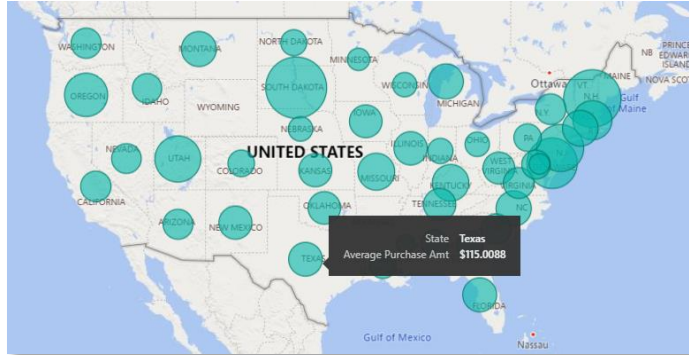 WASHINGTON
MONTANA
NORTH DAKOTA
MINNESOTA
NB
PRINCE
EDWARD
ISLAND
OREGON
IDAHO
SOUTH DAKOTA
WISCONSIN
MICHIGAN
Ottawa
VT
MAINE
NOVA SCOT
WYOMING
N.H.
Gulf
of Maine
N.Y.
IOWA
NEBRASKA
NEVADA
UTAH
COLORADO
UNITED STATES
ILLINOIS
INDIANA
OHIO
PA
KANSAS
MISSOURI
WEST
VIRGINIA
KENTUCKY
VIRGINIA
CALIFORNIA
OKLAHOMA
TENNESSEE
NC
ARIZONA
NEW MEXICO
State Texas
Average Purchase Amt $115.0088
TEXAS
FLORIDA
Gulf of Mexico
Nassau